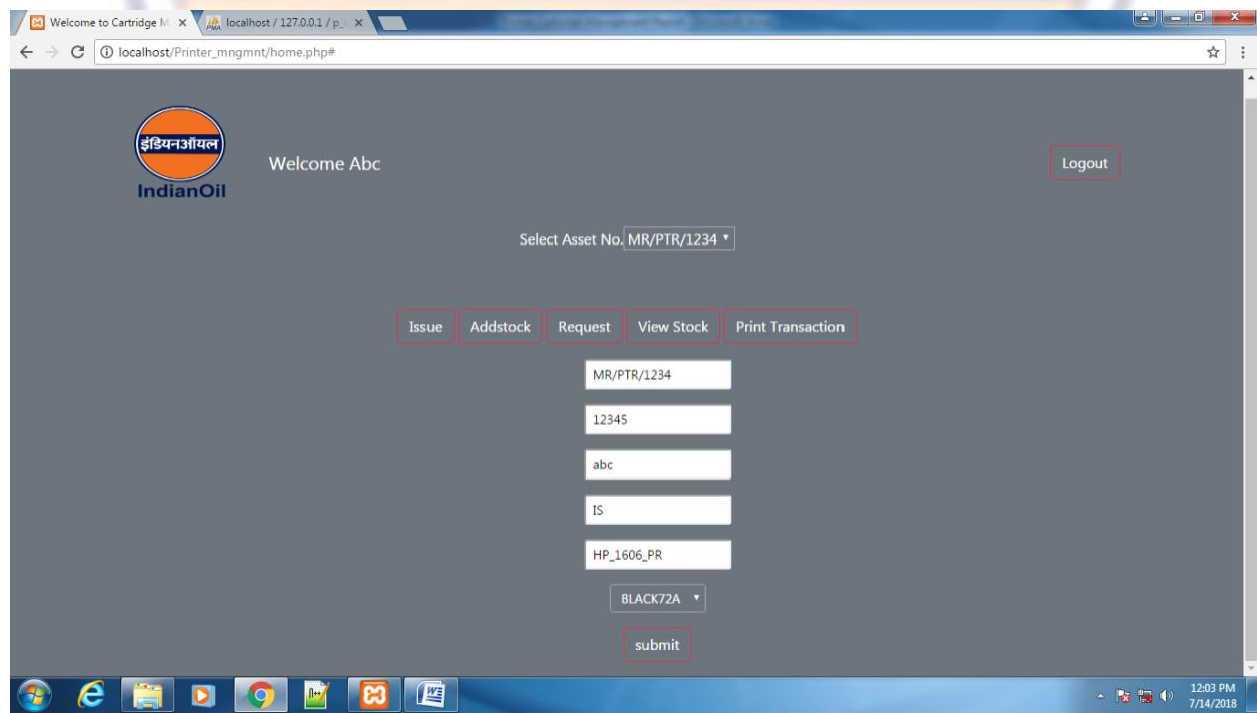 Welcome to Cartridge M
localhost / 127.0.0.1 / p_
localhost/Printer_mngmnt/home.php#
इंडियनऑयल
IndianOil
Welcome Abc
Logout
Select Asset No. MR/PTR/1234
Issue Addstock Request View Stock Print Transaction
MR/PTR/1234
12345
abc
IS
HP_1606_PR
BLACK72A
submit
12:03 PM
7/14/2018